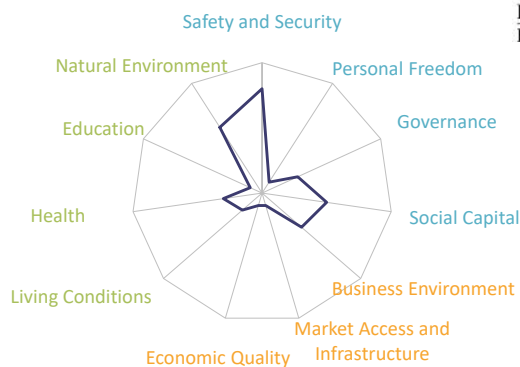 Safety and Security
Natural Environment
Personal Freedom
Education
Governance
Health
Social Capital
Living Conditions
Business Environment
Market Access and
Infrastructure
Economic Quality